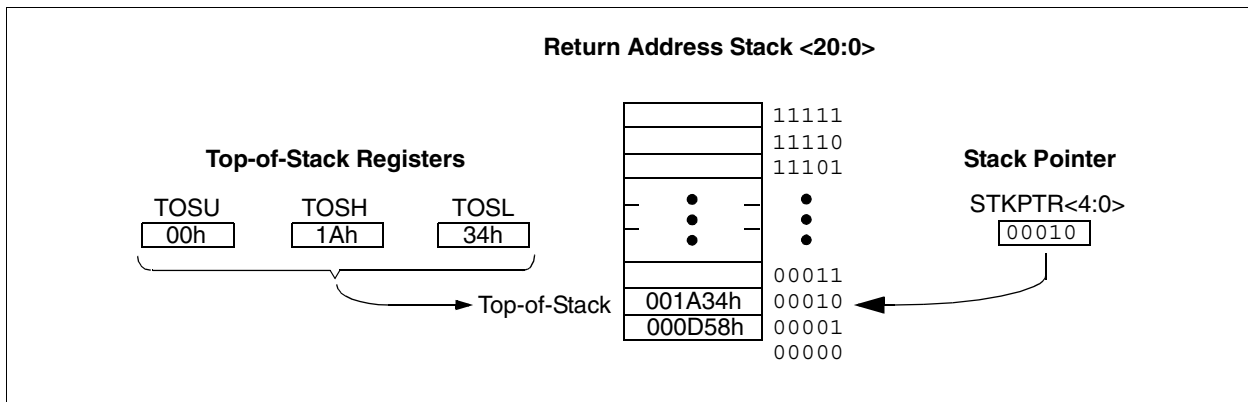 Return Address Stack <20:0>
Top-of-Stack Registers
TOSU TOSH TOSL
00h 1Ah 34h
11111
11110
11101
00011
Top-of-Stack 001A34h 00010
000D58h 00001
00000
Stack Pointer
STKPTR<4:0>
00010